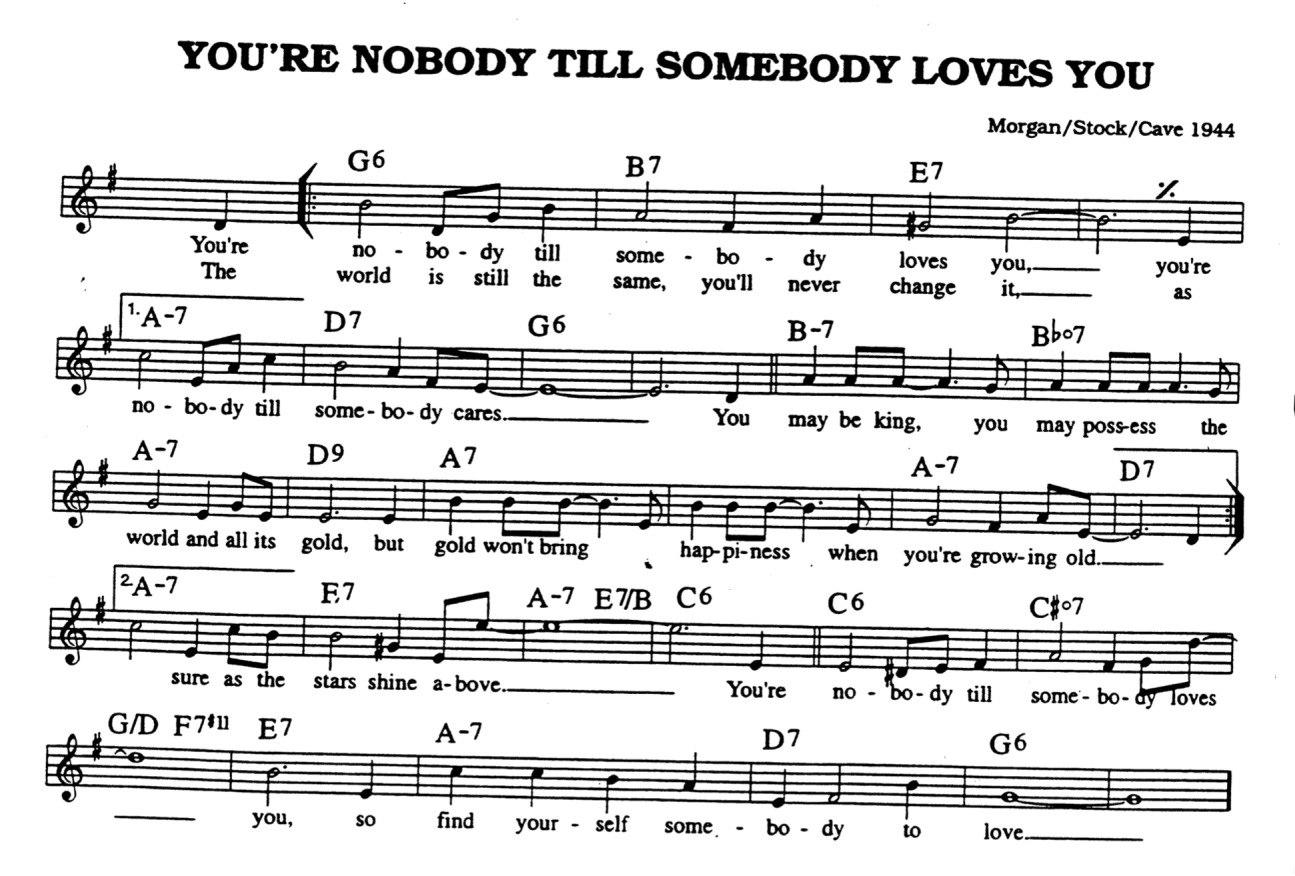 YOU'RE NOBODY TILL SOMEBODY LOVES YOU
Morgan/Stock/Cave 1944
G6 B7 E7
You're no - bo - dy till some - bo - dy loves you, you're
The world is still the same, you'll never change it, as
1. A-7 D7 G6 B-7 B♭°7
no - bo - dy till some - bo - dy cares. You may be king, you may poss-ess the
A-7 D9 A7 A-7 D7
world and all its gold, but gold won't bring hap-pi-ness when you're grow-ing old.
2. A-7 E7 A-7 E7/B C6 C6 C#°7
sure as the stars shine a-bove. You're no - bo - dy till some - bo - dy loves
G/D F7#11 E7 A-7 D7 G6
you, so find your - self some - bo - dy to love.